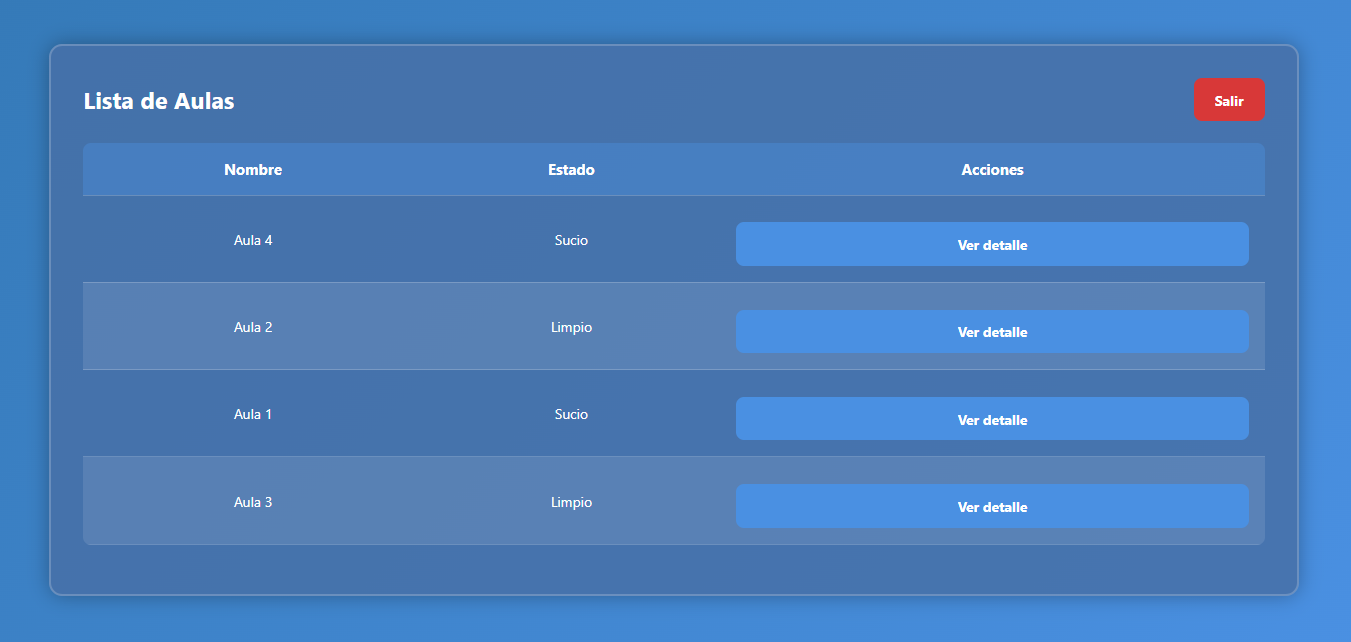 Lista de Aulas
Salir
Nombre Estado Acciones
Aula 4 Sucio Ver detalle
Aula 2 Limpio Ver detalle
Aula 1 Sucio Ver detalle
Aula 3 Limpio Ver detalle